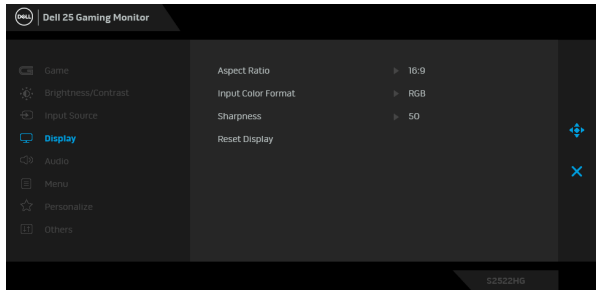 DELL
Dell 25 Gaming Monitor
Game
Brightness/Contrast
Input Source
Display
Audio
Menu
Personalize
Others
Aspect Ratio 16:9
Input Color Format RGB
Sharpness 50
Reset Display
S2522HG